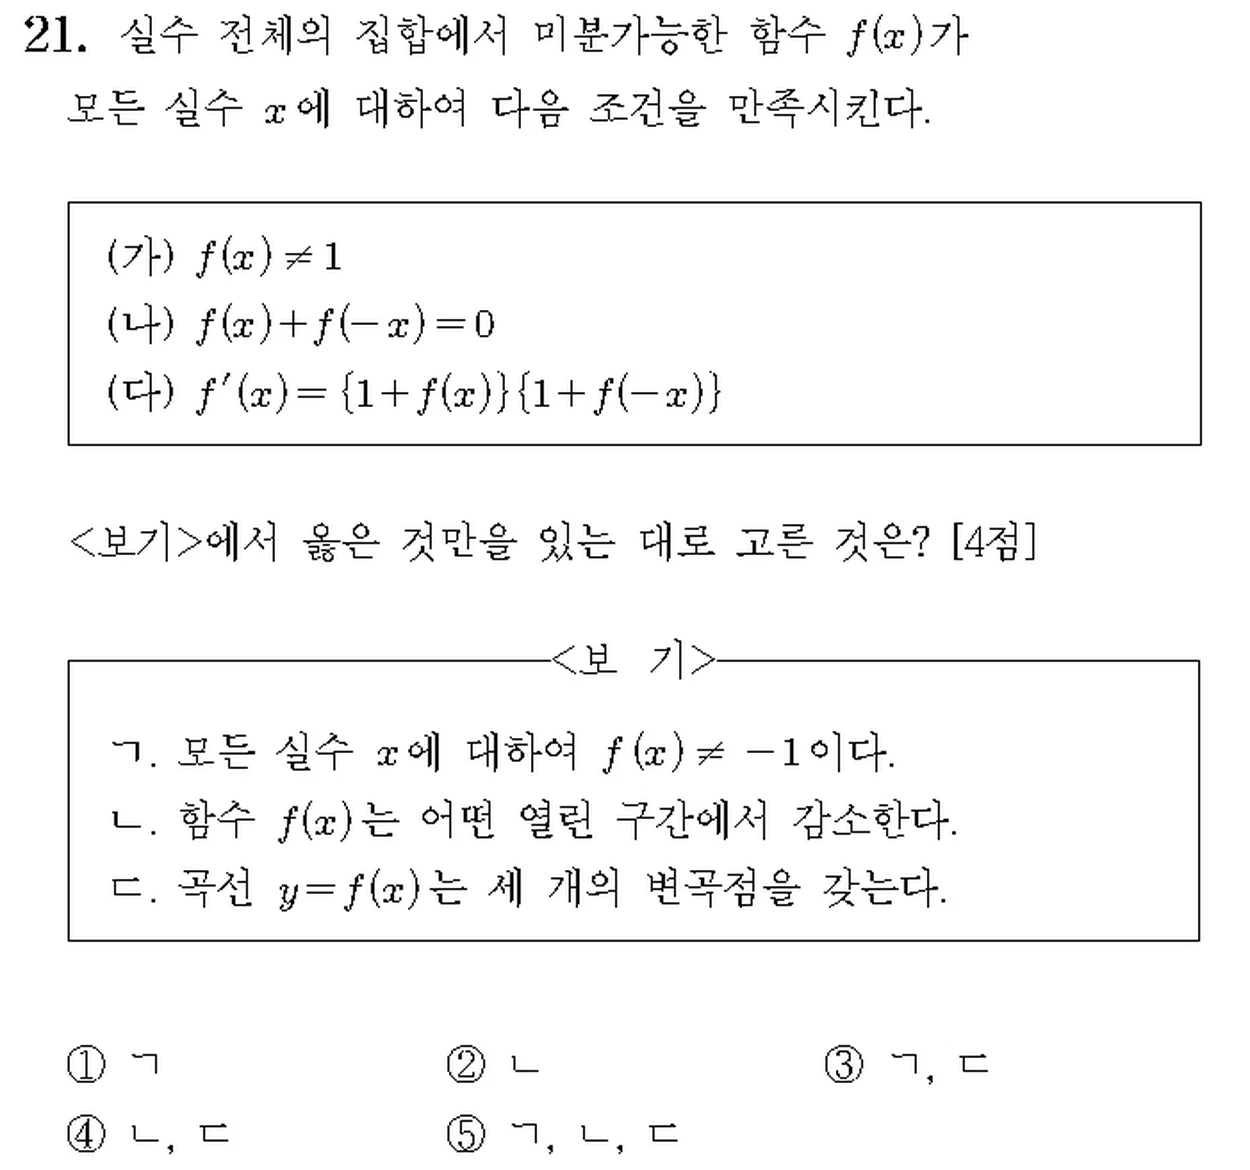 21. 실수 전체의 집합에서 미분가능한 함수 f(x)가
모든 실수 x에 대하여 다음 조건을 만족시킨다.
(가) f(x)≠1
(나) f(x)+f(-x)=0
(다) f′(x)={1+f(x)}{1+f(-x)}
<보기>에서 옳은 것만을 있는 대로 고른 것은? [4점]
<보 기>
ㄱ. 모든 실수 x에 대하여 f(x)≠-1이다.
ㄴ. 함수 f(x)는 어떤 열린 구간에서 감소한다.
ㄷ. 곡선 y=f(x)는 세 개의 변곡점을 갖는다.
① ㄱ ② ㄴ ③ ㄱ, ㄷ
④ ㄴ, ㄷ ⑤ ㄱ, ㄴ, ㄷ